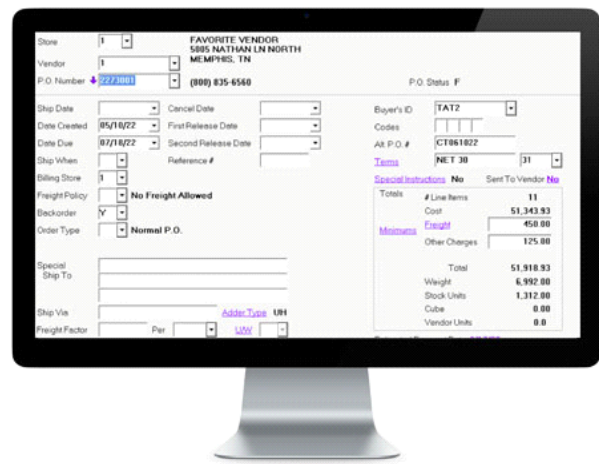 Store 1 FAVORITE VENDOR
5005 NATHAN LN NORTH
Vendor 1 MEMPHIS, TN
P.O. Number 2273001 (800) 835-6560 P.O. Status F
Ship Date Cancel Date Buyer's ID TAT2
Date Created 05/10/22 First Release Date Codes
Date Due 07/18/22 Second Release Date Alt. P.O. # CT061022
Ship When Reference # Terms NET 30 31
Billing Store 1 Special Instructions No Sent To Vendor No
Freight Policy No Freight Allowed Totals # Line Items 11
Backorder Y Cost 51,343.93
Order Type Normal P.O. Minimums Freight 450.00
Other Charges 125.00
Special Total 51,918.93
Ship To Weight 6,992.00
Stock Units 1,312.00
Ship Via Adder Type UH Cube 0.00
Freight Factor Per U/W Vendor Units 0.0